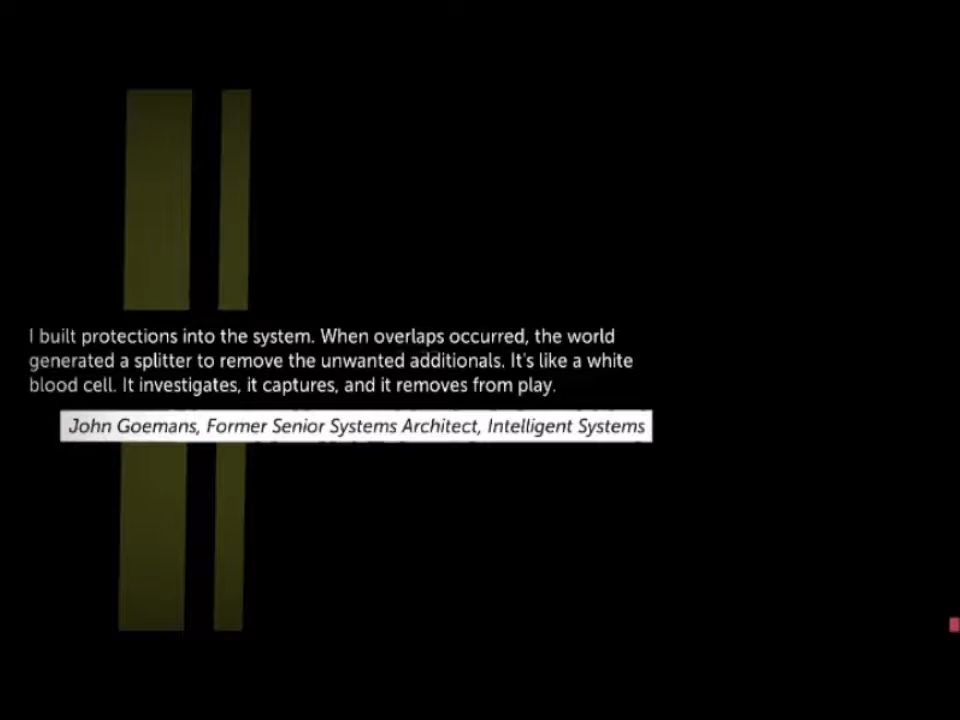 I built protections into the system. When overlaps occurred, the world
generated a splitter to remove the unwanted additionals. It's like a white
blood cell. It investigates, it captures, and it removes from play.
John Goemans, Former Senior Systems Architect, Intelligent Systems